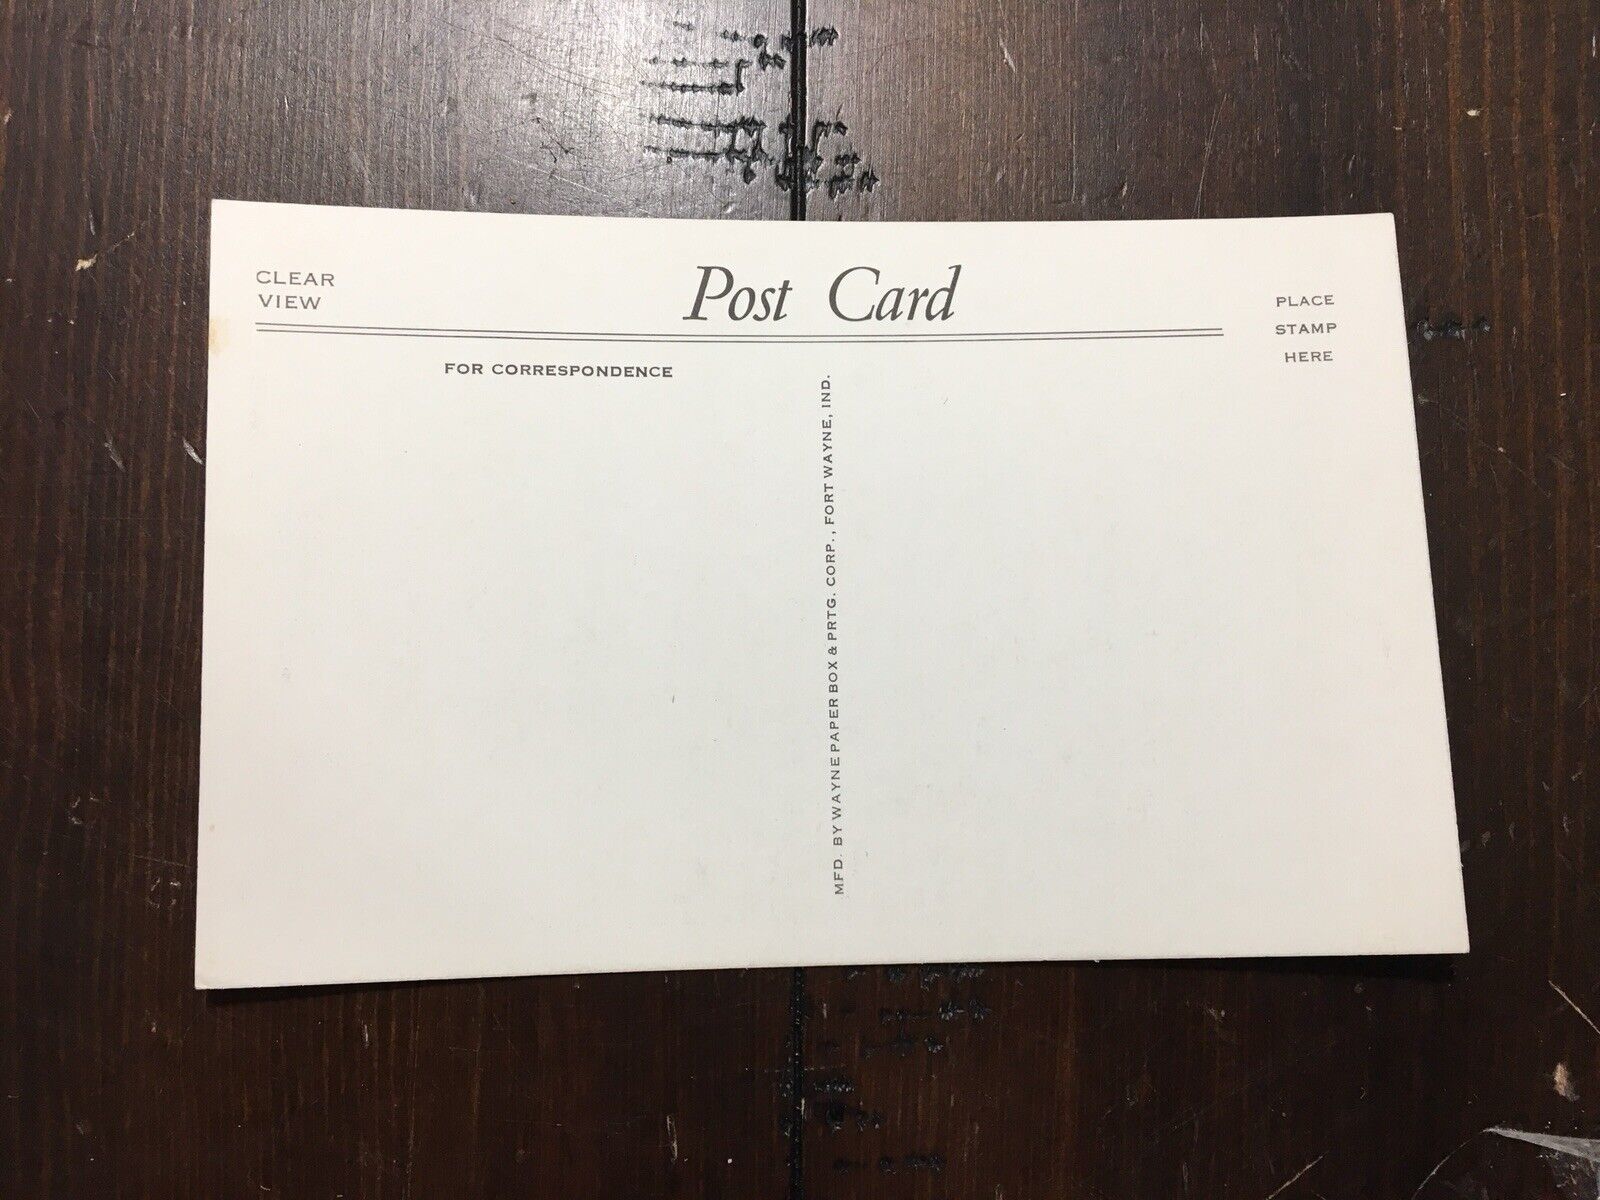 CLEAR
VIEW
Post Card
PLACE
STAMP
HERE
FOR CORRESPONDENCE
MFD. BY WAYNE PAPER BOX & PRTG. CORP., FORT WAYNE, IND.